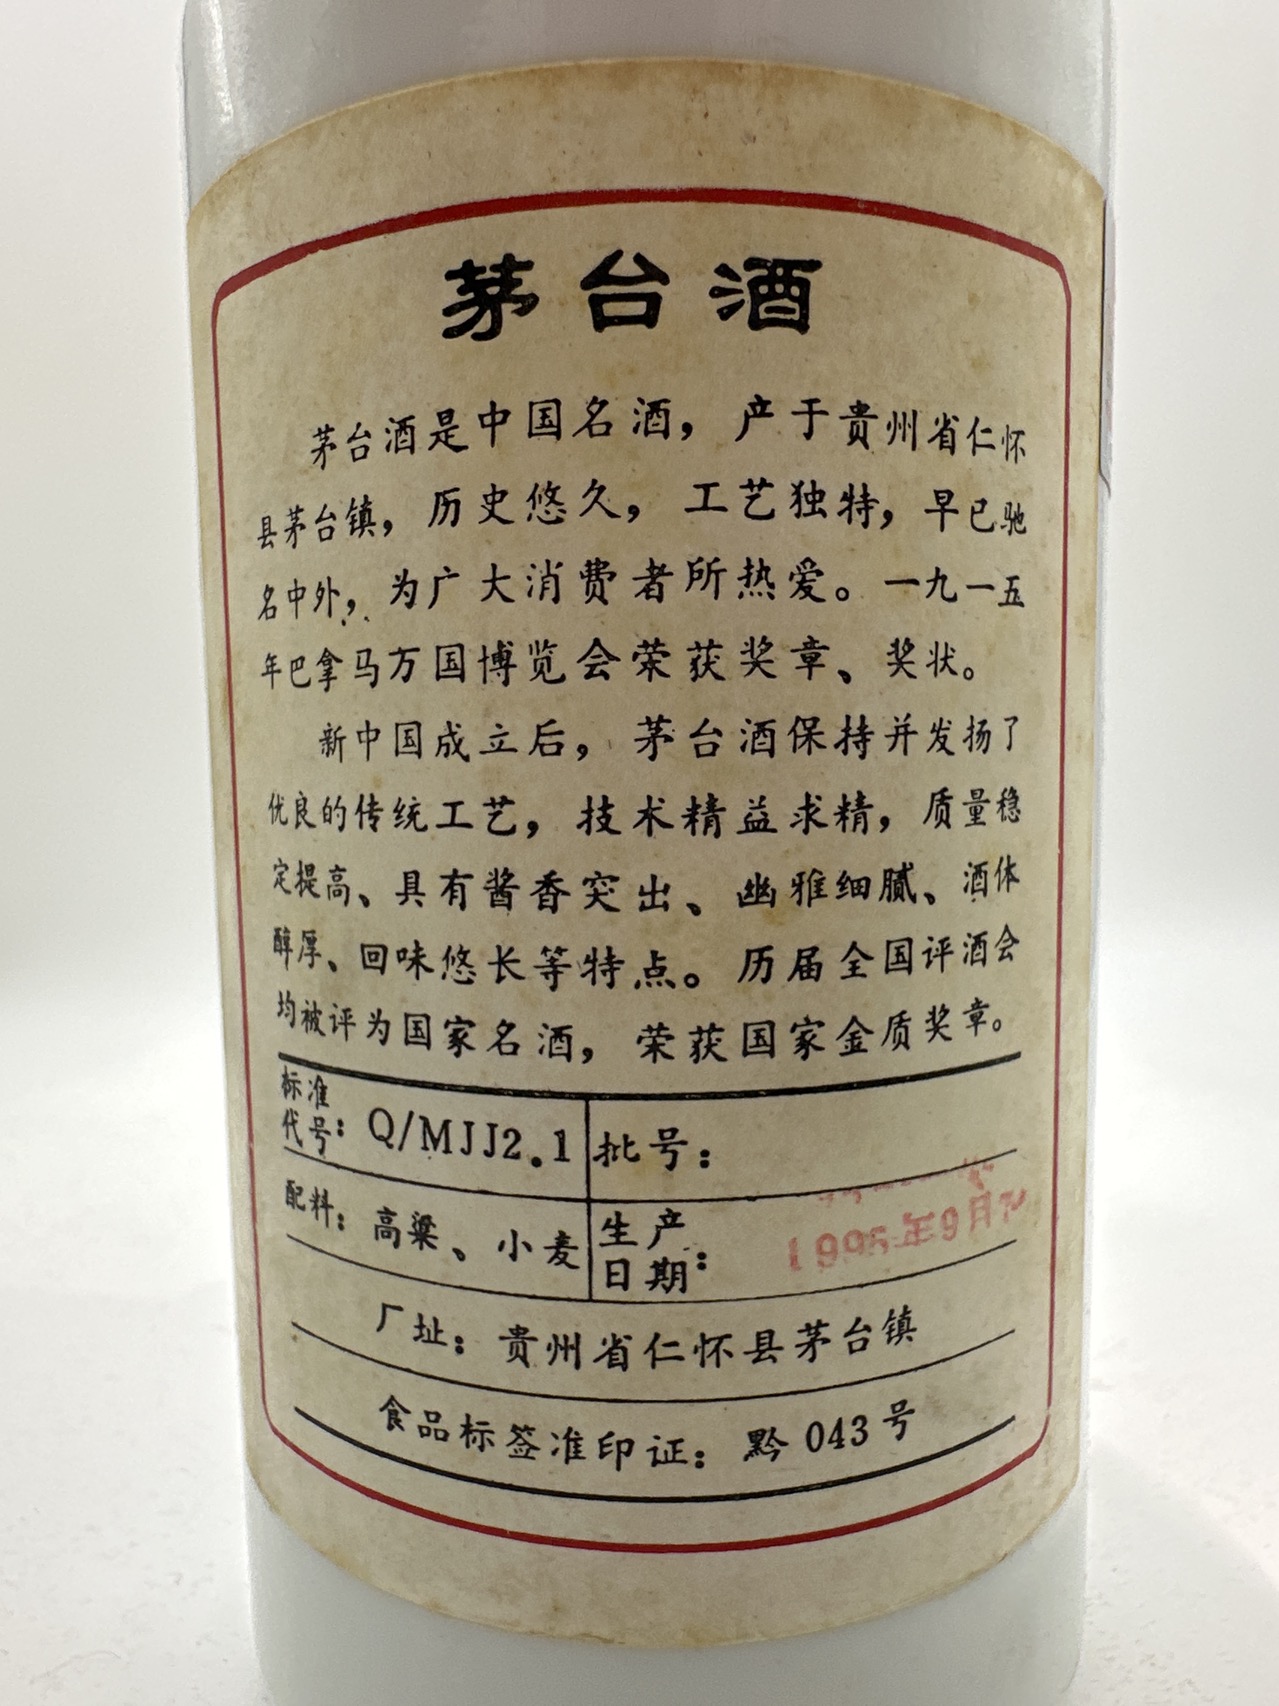 茅台酒
茅台酒是中国名酒，产于贵州省仁怀
县茅台镇，历史悠久，工艺独特，早已驰
名中外，为广大消费者所热爱。一九一五
年巴拿马万国博览会荣获奖章、奖状。
新中国成立后，茅台酒保持并发扬了
优良的传统工艺，技术精益求精，质量稳
定提高、具有酱香突出、幽雅细腻、酒体
醇厚、回味悠长等特点。历届全国评酒会
均被评为国家名酒，荣获国家金质奖章。
标准代号：Q/MJJ2.1 批号：
配料：高粱、小麦 生产日期：1995年9月
厂址：贵州省仁怀县茅台镇
食品标签准印证：黔043号